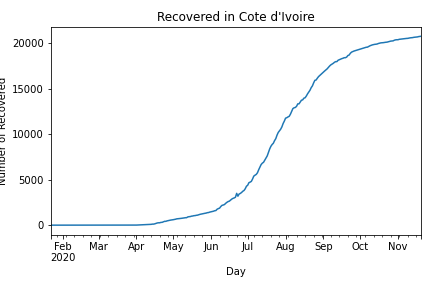 Recovered in Cote d'Ivoire
20000
15000
10000
5000
0
Number of Recovered
Feb Mar Apr May Jun Jul Aug Sep Oct Nov
2020
Day